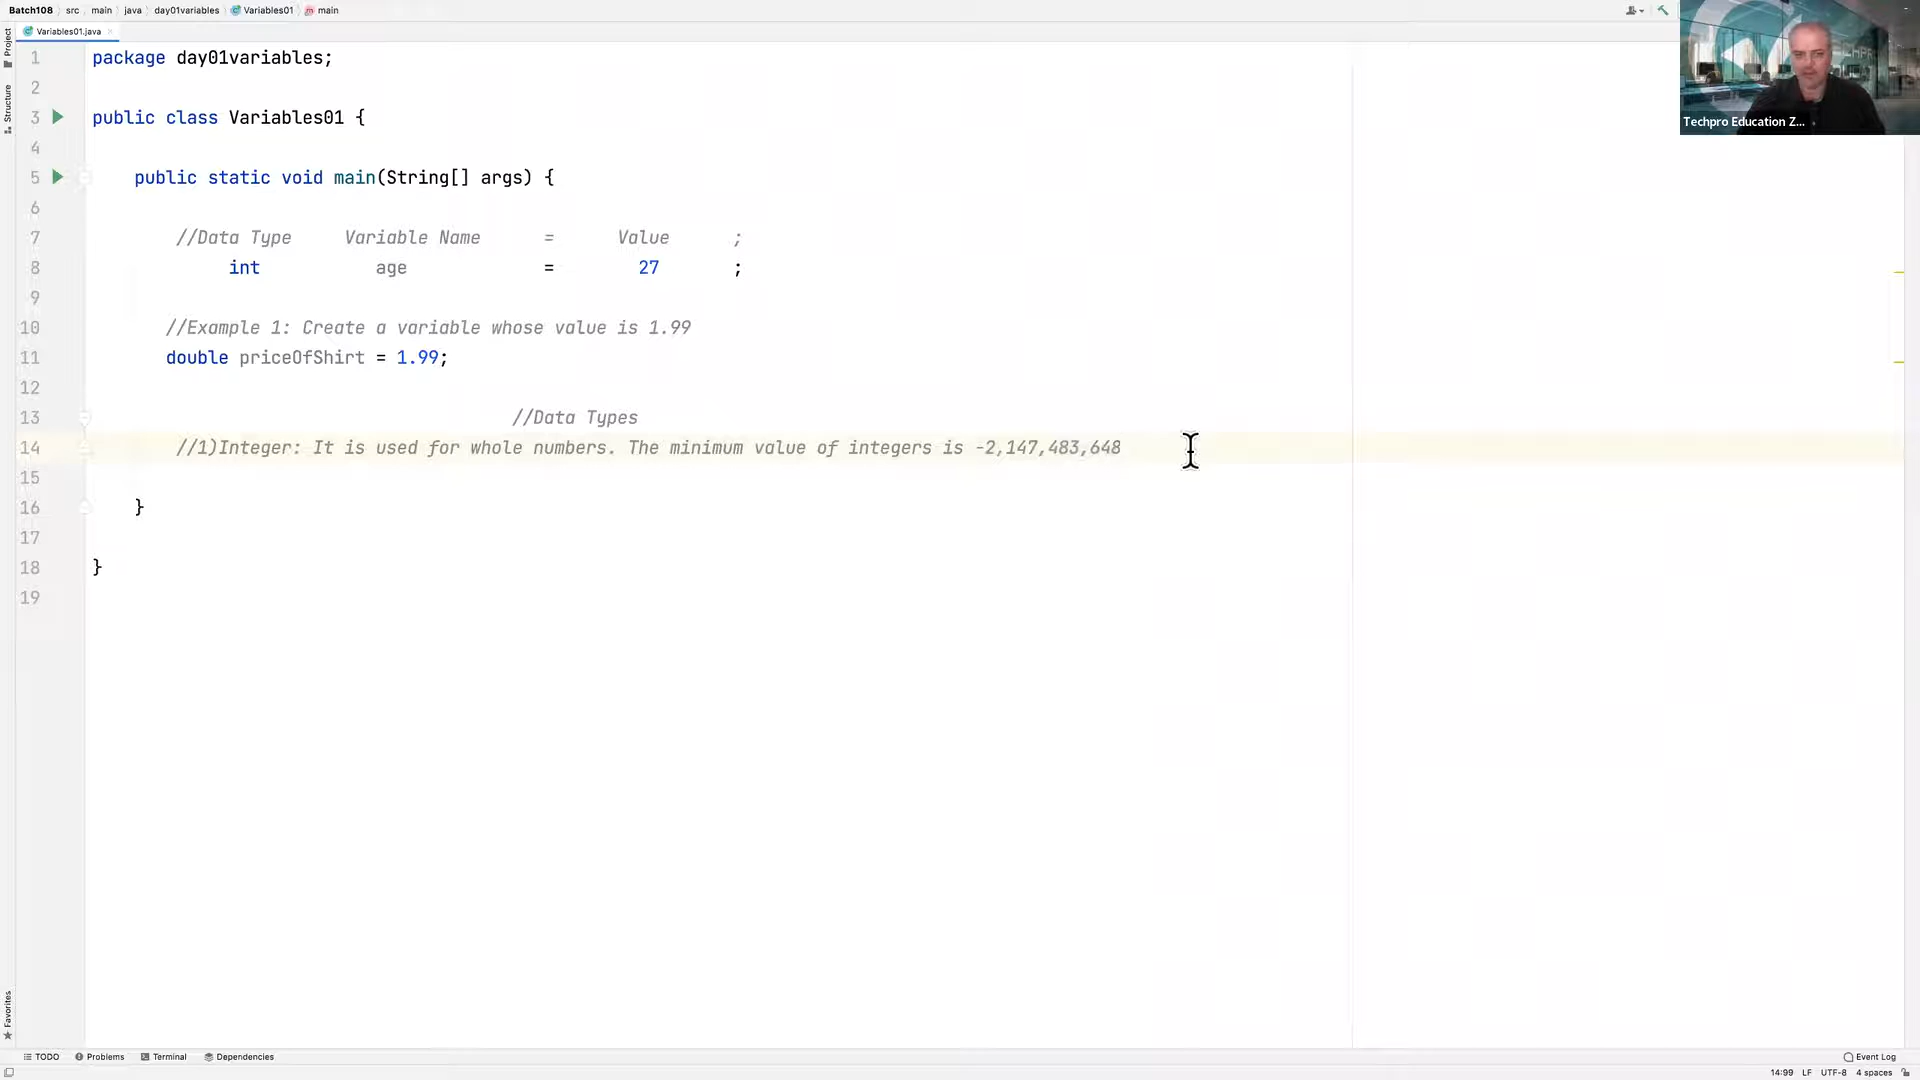 Batch108 src main java day01variables Variables01 main
Variables01.java
Project
Structure
Techpro Education Z...
1 package day01variables;
2
3 public class Variables01 {
4
5 public static void main(String[] args) {
6
7 //Data Type Variable Name = Value ;
8 int age = 27 ;
9
10 //Example 1: Create a variable whose value is 1.99
11 double priceOfShirt = 1.99;
12
13 //Data Types
14 //1)Integer: It is used for whole numbers. The minimum value of integers is -2,147,483,648
15
16 }
17
18 }
19
Favorites
TODO Problems Terminal Dependencies Event Log
14:99 LF UTF-8 4 spaces